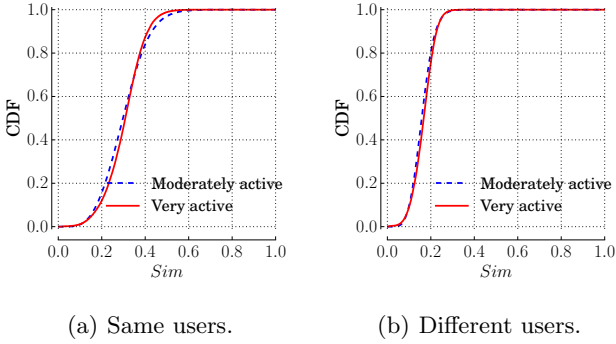 1.0
0.8
0.6
0.4
0.2
0.0
CDF
Moderately active
Very active
0.0 0.2 0.4 0.6 0.8 1.0
Sim
(a) Same users.
1.0
0.8
0.6
0.4
0.2
0.0
CDF
Moderately active
Very active
0.0 0.2 0.4 0.6 0.8 1.0
Sim
(b) Different users.